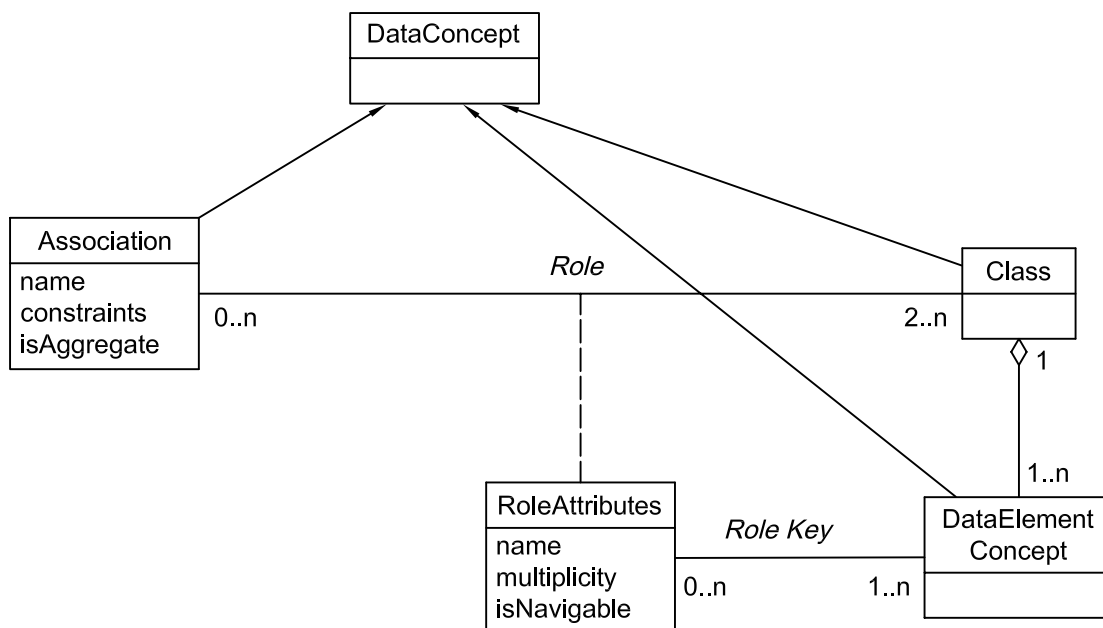 DataConcept
Association
name
constraints
isAggregate
Role
0..n
2..n
Class
1
1..n
RoleAttributes
name
multiplicity
isNavigable
Role Key
0..n
1..n
DataElement
Concept